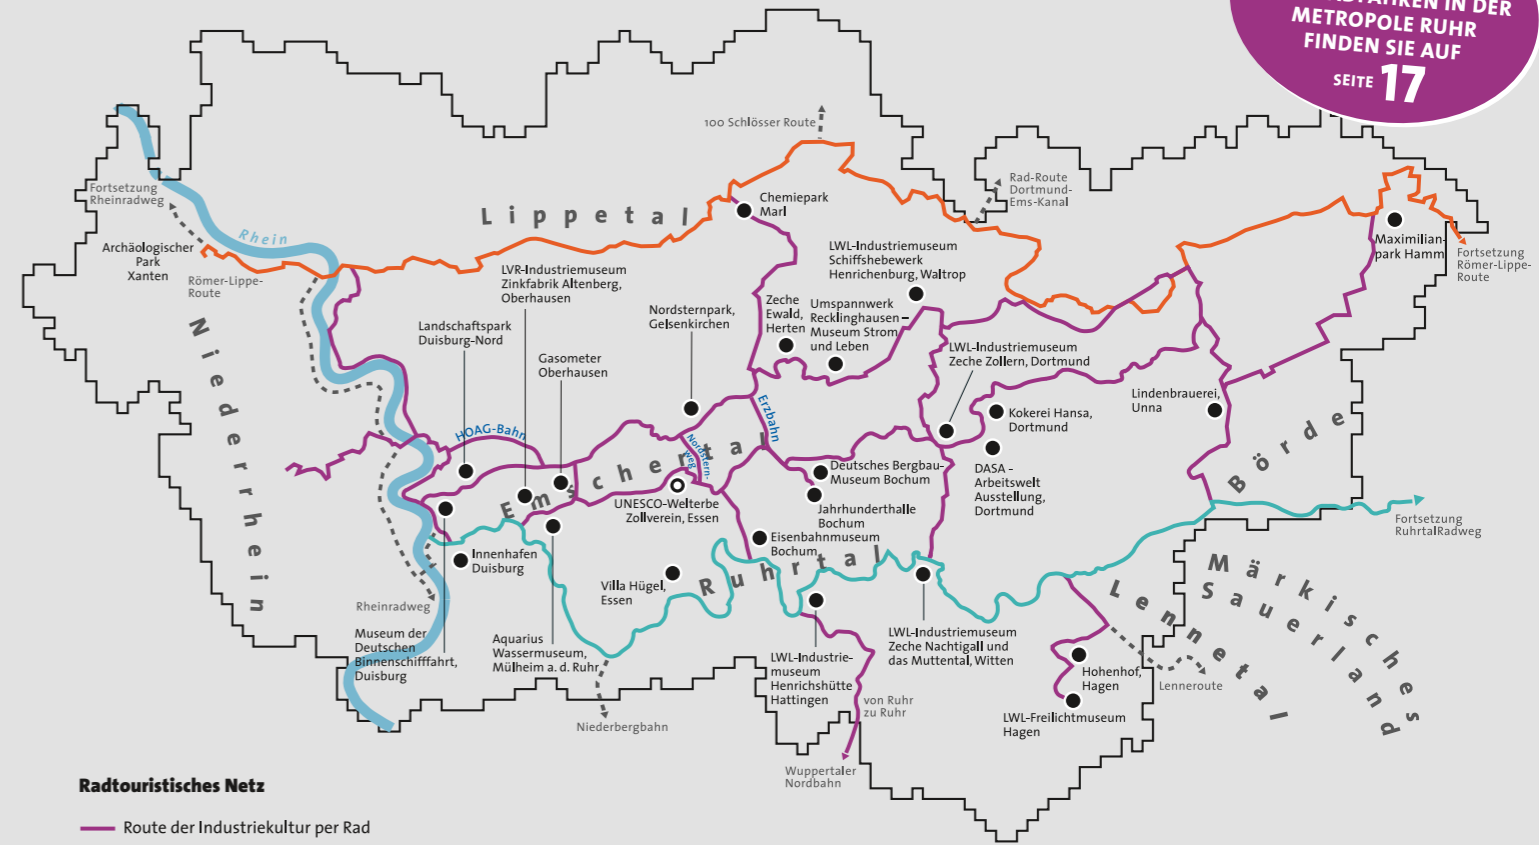 METROPOLE RUHR
FINDEN SIE AUF
SEITE 17
100 Schlösser Route
Fortsetzung
Rheinradweg
Rhein
Archäologischer
Park
Xanten
Römer-Lippe-
Route
Lippetal
Chemiepark
Marl
Rad-Route
Dortmund-
Ems-Kanal
Maximilian-
park Hamm
Fortsetzung
Römer-Lippe-
Route
LVR-Industriemuseum
Zinkfabrik Altenberg,
Oberhausen
LWL-Industriemuseum
Schiffshebewerk
Henrichenburg, Waltrop
Nordsternpark,
Gelsenkirchen
Zeche
Ewald,
Herten
Umspannwerk
Recklinghausen –
Museum Strom
und Leben
Landschaftspark
Duisburg-Nord
Gasometer
Oberhausen
LWL-Industriemuseum
Zeche Zollern, Dortmund
Niederrhein
Lindenbrauerei,
Unna
Kokerei Hansa,
Dortmund
HOAG-Bahn
Erzbahn
Nordstern-
weg
Emschertal
Börde
Deutsches Bergbau-
Museum Bochum
DASA –
Arbeitswelt
Ausstellung,
Dortmund
UNESCO-Welterbe
Zollverein, Essen
Jahrhunderthalle
Bochum
Eisenbahnmuseum
Bochum
Fortsetzung
RuhrtalRadweg
Innenhafen
Duisburg
Villa Hügel,
Essen
Ruhrtal
Märkisches
Sauerland
Lennetal
Rheinradweg
Museum der
Deutschen
Binnenschifffahrt,
Duisburg
Aquarius
Wassermuseum,
Mülheim a. d. Ruhr
LWL-Industrie-
museum
Henrichshütte
Hattingen
LWL-Industriemuseum
Zeche Nachtigall und
das Muttental, Witten
Hohenhof,
Hagen
Lenneroute
von Ruhr
zu Ruhr
LWL-Freilichtmuseum
Hagen
Niederbergbahn
Wuppertaler
Nordbahn
Radtouristisches Netz
Route der Industriekultur per Rad